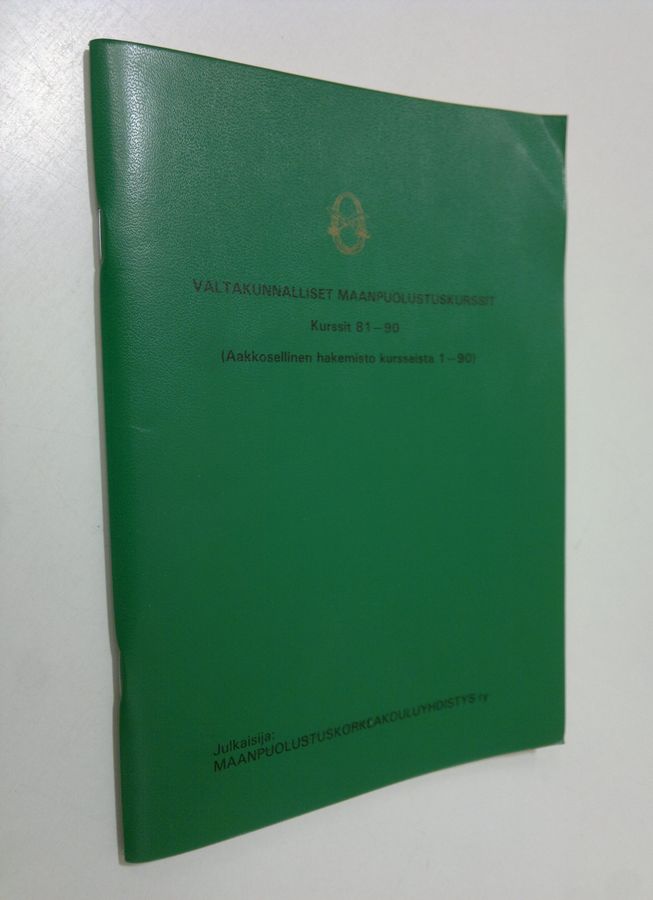 VALTAKUNNALLISET MAANPUOLUSTUSKURSSIT
Kurssit 81–90
(Aakkosellinen hakemisto kursseista 1–90)
Julkaisija:
MAANPUOLUSTUSKORKEAKOULUYHDISTYS ry